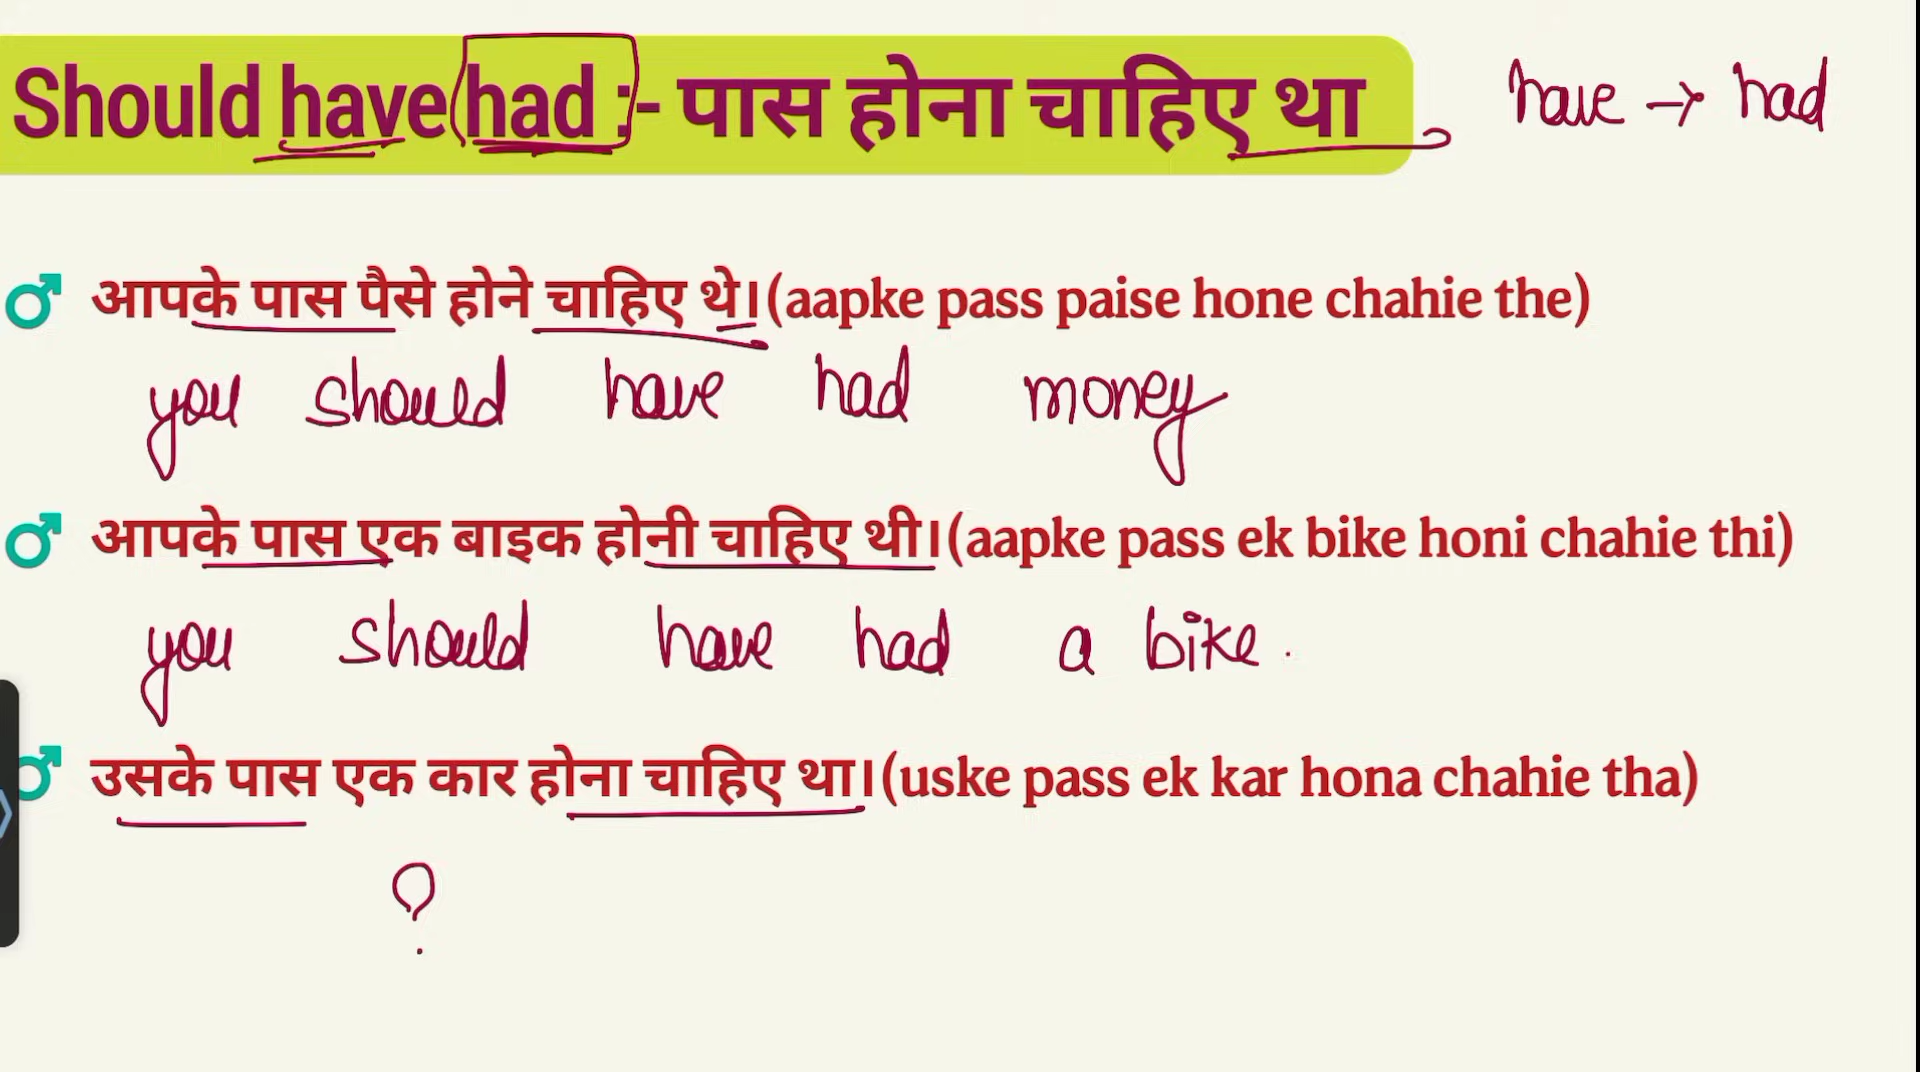 Should have had :- पास होना चाहिए था have → had
आपके पास पैसे होने चाहिए थे।(aapke pass paise hone chahie the)
you should have had money
आपके पास एक बाइक होनी चाहिए थी।(aapke pass ek bike honi chahie thi)
you should have had a bike.
उसके पास एक कार होना चाहिए था।(uske pass ek kar hona chahie tha)
?